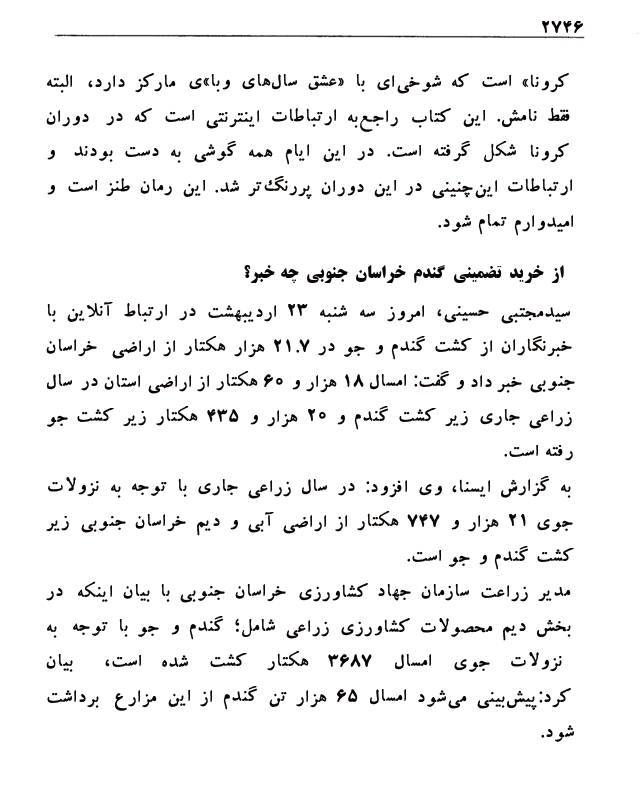 ۲۷۴۶
کرونا» است که شوخی‌ای با «عشق سال‌های وبا»ی مارکز دارد، البته
فقط نامش. این کتاب راجع‌به ارتباطات اینترنتی است که در دوران
کرونا شکل گرفته است. در این ایام همه گوشی به دست بودند و
ارتباطات این‌چنینی در این دوران پررنگ‌تر شد. این رمان طنز است و
امیدوارم تمام شود.
از خرید تضمینی گندم خراسان جنوبی چه خبر؟
سیدمجتبی حسینی، امروز سه شنبه ۲۳ اردیبهشت در ارتباط آنلاین با
خبرنگاران از کشت گندم و جو در ۲۱.۷ هزار هکتار از اراضی خراسان
جنوبی خبر داد و گفت: امسال ۱۸ هزار و ۶۰ هکتار از اراضی استان در سال
زراعی جاری زیر کشت گندم و ۲۰ هزار و ۴۳۵ هکتار زیر کشت جو
رفته است.
به گزارش ایسنا، وی افزود: در سال زراعی جاری با توجه به نزولات
جوی ۲۱ هزار و ۷۴۷ هکتار از اراضی آبی و دیم خراسان جنوبی زیر
کشت گندم و جو است.
مدیر زراعت سازمان جهاد کشاورزی خراسان جنوبی با بیان اینکه در
بخش دیم محصولات کشاورزی زراعی شامل؛ گندم و جو با توجه به
نزولات جوی امسال ۳۶۸۷ هکتار کشت شده است، بیان
کرد:پیش‌بینی می‌شود امسال ۶۵ هزار تن گندم از این مزارع برداشت
شود.